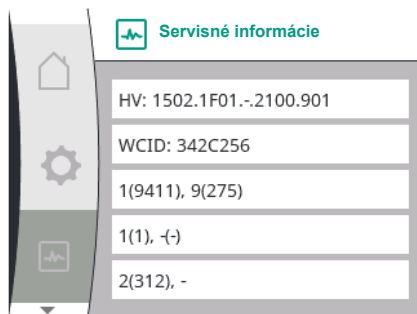 Servisné informácie
HV: 1502.1F01.-.2100.901
WCID: 342C256
1(9411), 9(275)
1(1), -(-)
2(312), -